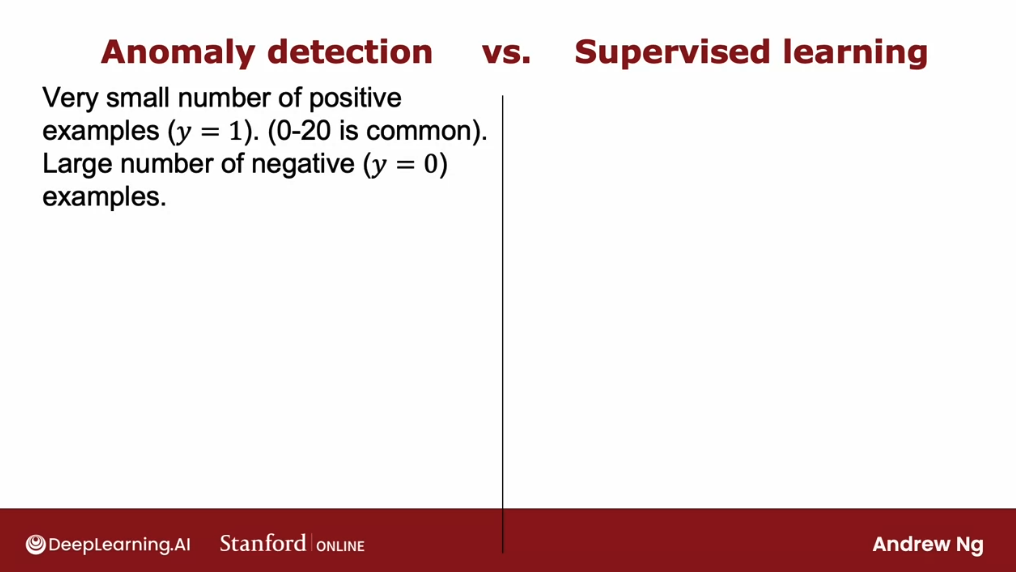 Anomaly detection vs. Supervised learning
Very small number of positive
examples (𝑦 = 1). (0-20 is common).
Large number of negative (𝑦 = 0)
examples.
DeepLearning.AI Stanford ONLINE Andrew Ng